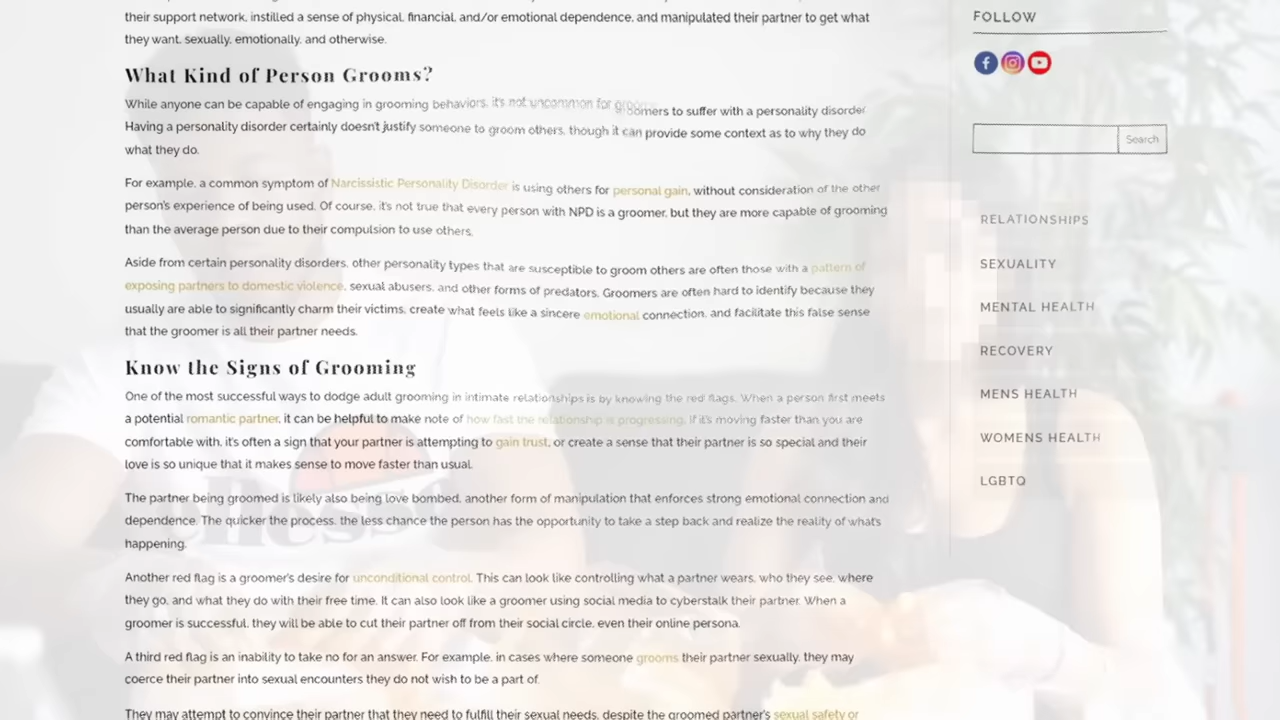 their support network, instilled a sense of physical, financial, and/or emotional dependence, and manipulated their partner to get what
they want, sexually, emotionally, and otherwise.
What Kind of Person Grooms?
While anyone can be capable of engaging in grooming behaviors, it's not uncommon for groomers to suffer with a personality disorder
Having a personality disorder certainly doesn't justify someone to groom others, though it can provide some context as to why they do
what they do.
For example, a common symptom of Narcissistic Personality Disorder is using others for personal gain, without consideration of the other
person's experience of being used. Of course, it's not true that every person with NPD is a groomer, but they are more capable of grooming
than the average person due to their compulsion to use others.
Aside from certain personality disorders, other personality types that are susceptible to groom others are often those with a pattern of
exposing partners to domestic violence, sexual abusers, and other forms of predators. Groomers are often hard to identify because they
usually are able to significantly charm their victims, create what feels like a sincere emotional connection, and facilitate this false sense
that the groomer is all their partner needs.
Know the Signs of Grooming
One of the most successful ways to dodge adult grooming in intimate relationships is by knowing the red flags. When a person first meets
a potential romantic partner, it can be helpful to make note of how fast the relationship is progressing. If it's moving faster than you are
comfortable with, it's often a sign that your partner is attempting to gain trust, or create a sense that their partner is so special and their
love is so unique that it makes sense to move faster than usual.
The partner being groomed is likely also being love bombed, another form of manipulation that enforces strong emotional connection and
dependence. The quicker the process, the less chance the person has the opportunity to take a step back and realize the reality of what's
happening.
Another red flag is a groomer's desire for unconditional control. This can look like controlling what a partner wears, who they see, where
they go, and what they do with their free time. It can also look like a groomer using social media to cyberstalk their partner. When a
groomer is successful, they will be able to cut their partner off from their social circle, even their online persona.
A third red flag is an inability to take no for an answer. For example, in cases where someone grooms their partner sexually, they may
coerce their partner into sexual encounters they do not wish to be a part of.
They may attempt to convince their partner that they need to fulfill their sexual needs, despite the groomed partner's sexual safety or
FOLLOW
Search
RELATIONSHIPS
SEXUALITY
MENTAL HEALTH
RECOVERY
MENS HEALTH
WOMENS HEALTH
LGBTQ
ellesse